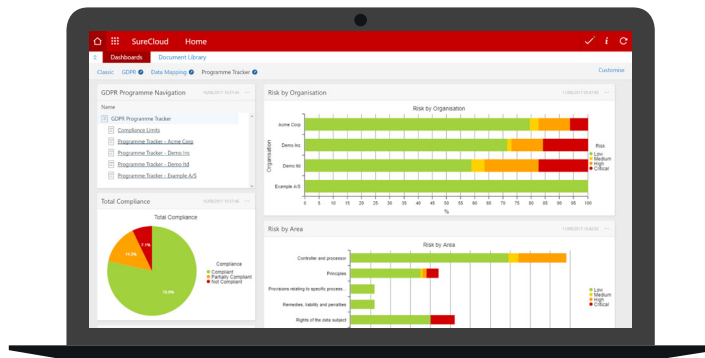 SureCloud Home
Dashboards Document Library
Classic GDPR Data Mapping Programme Tracker Customise
GDPR Programme Navigation
Name
GDPR Programme Tracker
Compliance Limits
Programme Tracker - Acme Corp
Programme Tracker - Demo Inc
Programme Tracker - Demo ltd
Programme Tracker - Example A/S
Total Compliance
Total Compliance
7.1%
14.3%
78.6%
Compliance
Compliant
Partially Compliant
Not Compliant
Risk by Organisation
Risk by Organisation
Organisation
Acme Corp
Demo Inc
Demo ltd
Example A/S
0 5 10 15 20 25 30 35 40 45 50 55 60 65 70 75 80 85 90 95 100
%
Risk
Low
Medium
High
Critical
Risk by Area
Risk by Area
Controller and processor
Principles
Provisions relating to specific process...
Remedies, liability and penalties
Rights of the data subject
Low
Medium
High
Critical